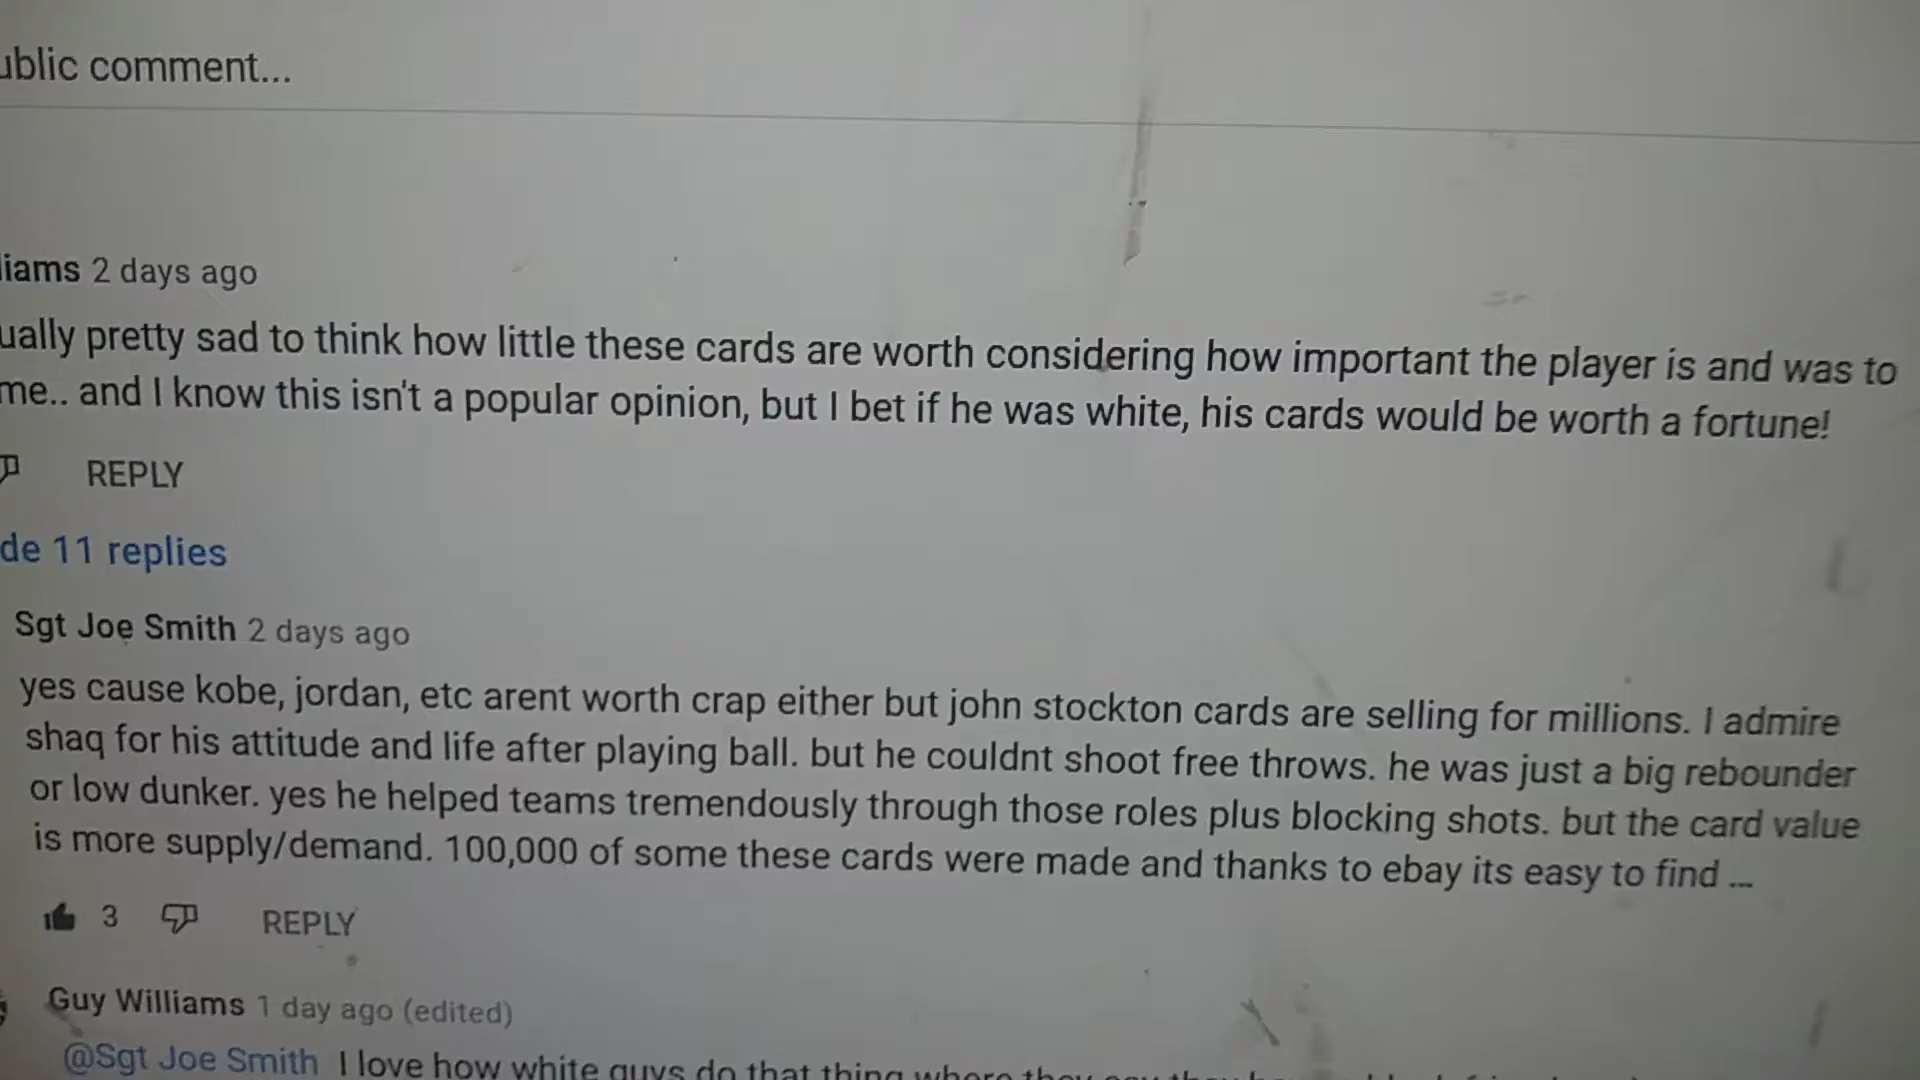 ublic comment...
liams 2 days ago
ually pretty sad to think how little these cards are worth considering how important the player is and was to
me.. and I know this isn't a popular opinion, but I bet if he was white, his cards would be worth a fortune!
REPLY
de 11 replies
Sgt Joe Smith 2 days ago
yes cause kobe, jordan, etc arent worth crap either but john stockton cards are selling for millions. I admire
shaq for his attitude and life after playing ball. but he couldnt shoot free throws. he was just a big rebounder
or low dunker. yes he helped teams tremendously through those roles plus blocking shots. but the card value
is more supply/demand. 100,000 of some these cards were made and thanks to ebay its easy to find ...
3 REPLY
Guy Williams 1 day ago (edited)
@Sgt Joe Smith I love how white guys do that thing where they say they